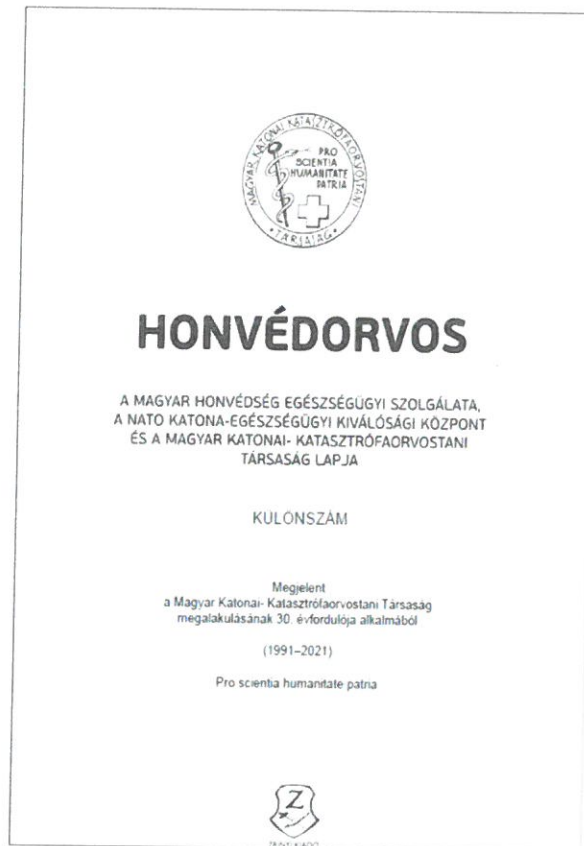 MAGYAR KATONAI KATASZTRÓFAORVOSTANI
TÁRSASÁG
PRO
SCIENTIA
HUMANITATE
PATRIA
HONVÉDORVOS
A MAGYAR HONVÉDSÉG EGÉSZSÉGÜGYI SZOLGÁLATA,
A NATO KATONA-EGÉSZSÉGÜGYI KIVÁLÓSÁGI KÖZPONT
ÉS A MAGYAR KATONAI- KATASZTRÓFAORVOSTANI
TÁRSASÁG LAPJA
KÜLÖNSZÁM
Megjelent
a Magyar Katonai- Katasztrófaorvostani Társaság
megalakulásának 30. évfordulója alkalmából
(1991–2021)
Pro scientia humanitate patria
Z
ZRÍNYI KIADÓ